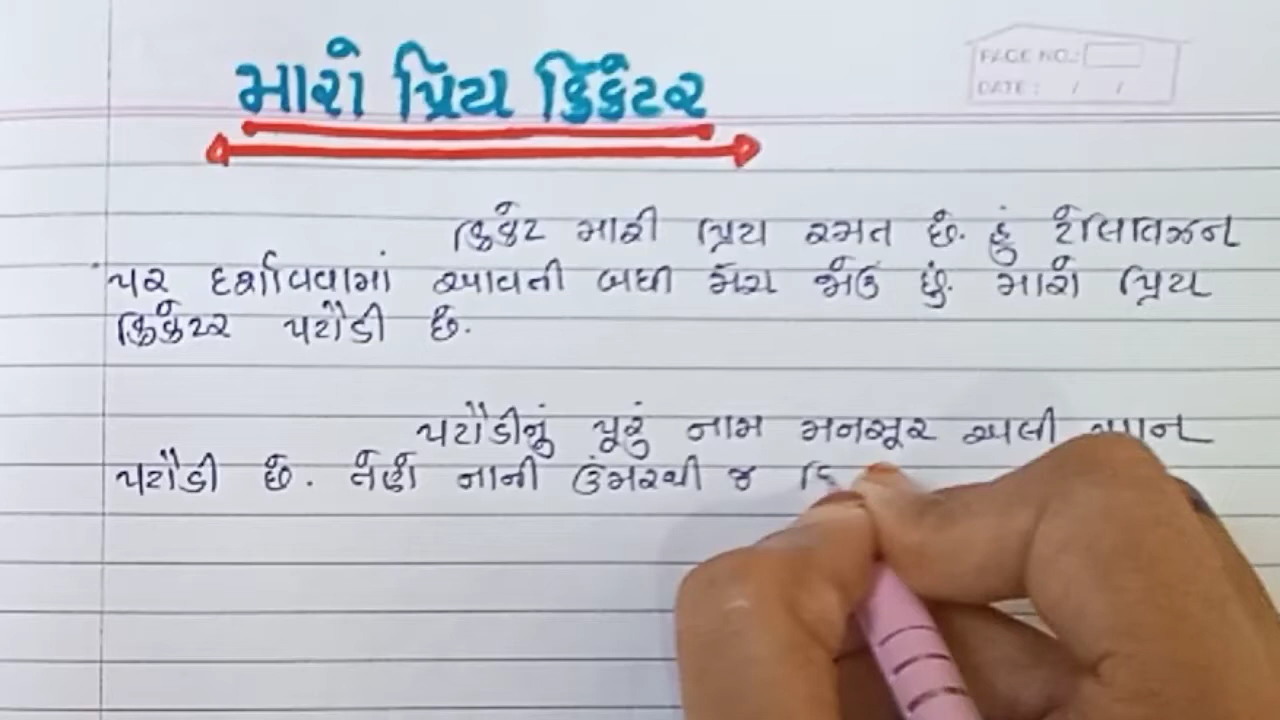 મારો પ્રિય ક્રિકેટર
PAGE NO.:
DATE : / /
ક્રિકેટ મારી પ્રિય રમત છે. હું ટેલિવિઝન
પર દર્શાવવામાં આવતી બધી મેચ જોઉં છું. મારો પ્રિય
ક્રિકેટર પટૌડી છે.
પટૌડીનું પૂરું નામ મનસૂર અલી
પટૌડી છે. તેણે નાની ઉંમરથી જ